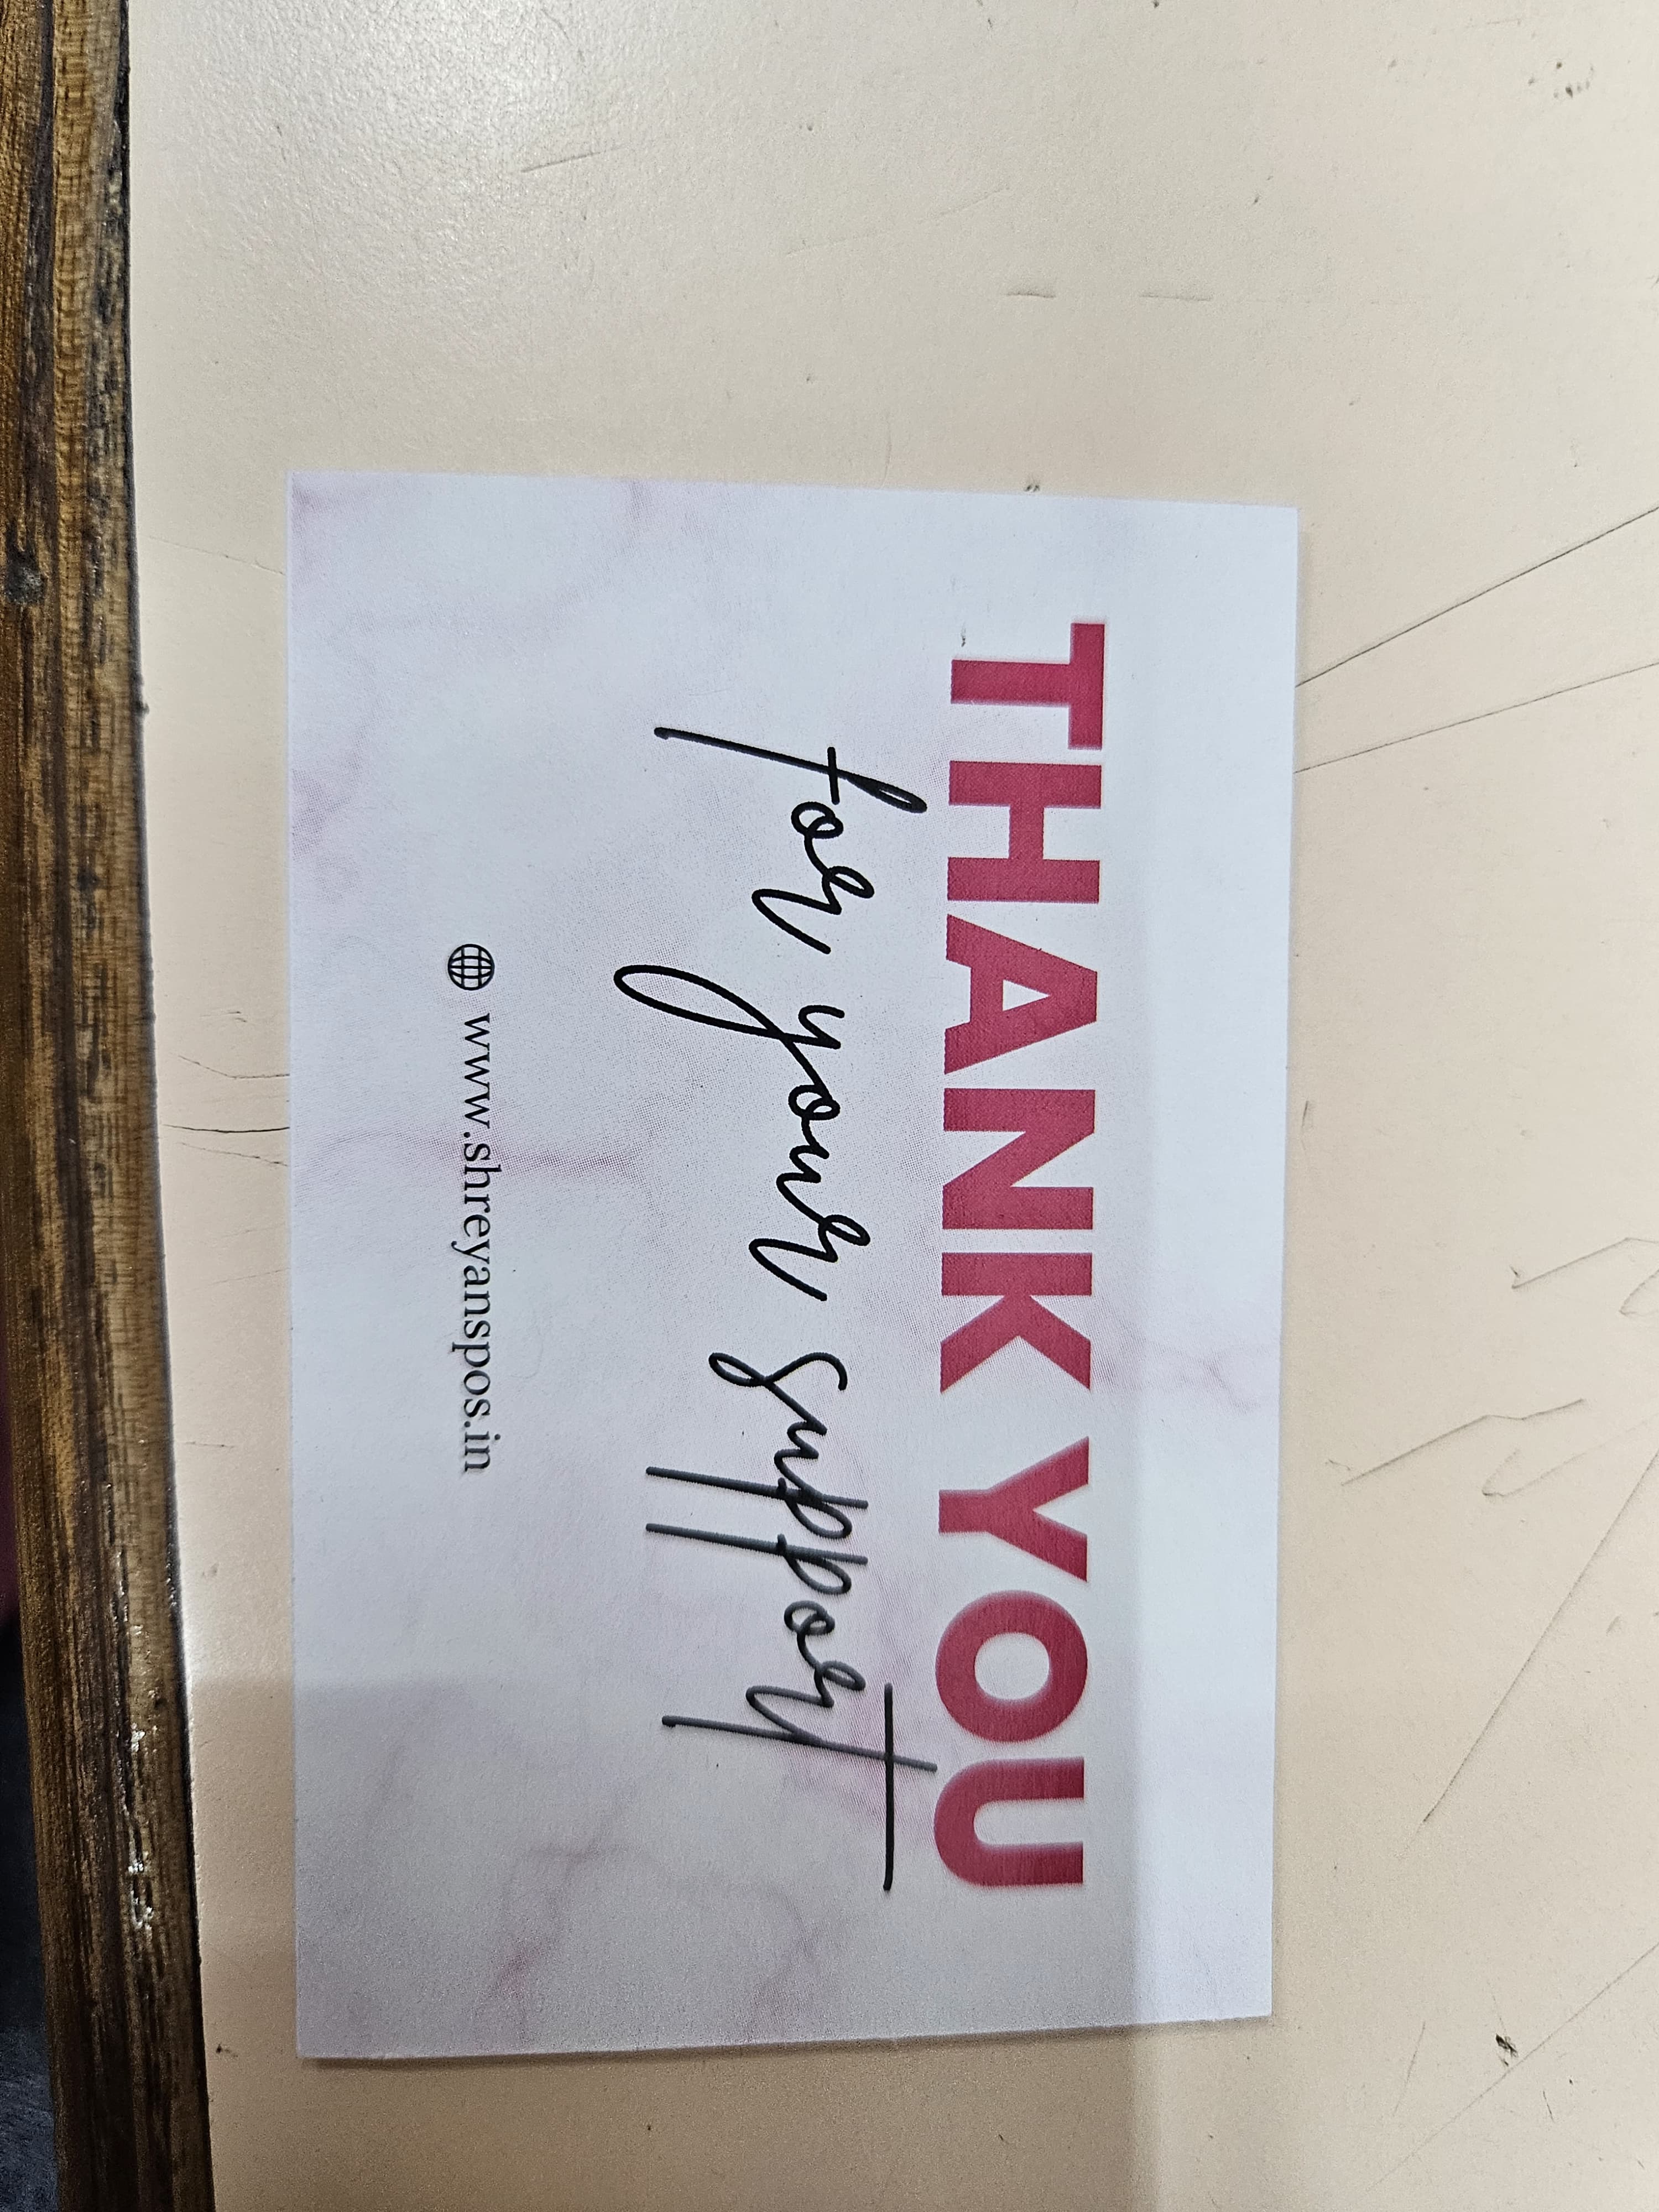 THANK YOU
for your support
www.shreyanspos.in